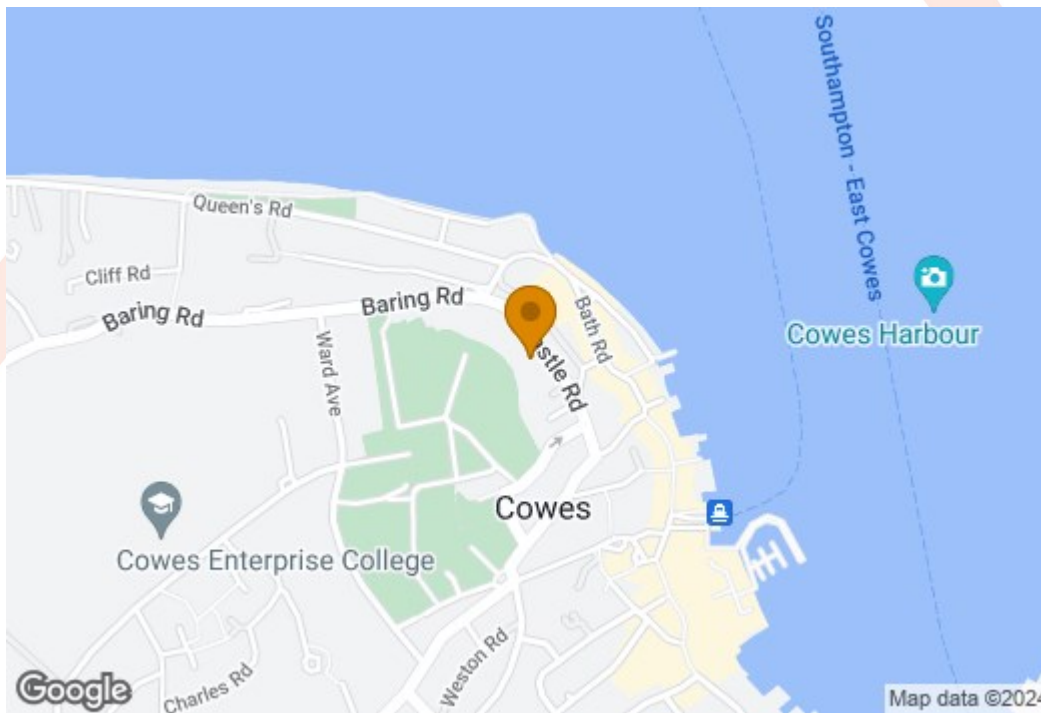 Southampton - East Cowes
Queen's Rd
Cliff Rd
Baring Rd
Baring Rd
Bath Rd
Ward Ave
stle Rd
Cowes Harbour
Cowes
Cowes Enterprise College
Weston Rd
Charles Rd
Google
Map data ©2024